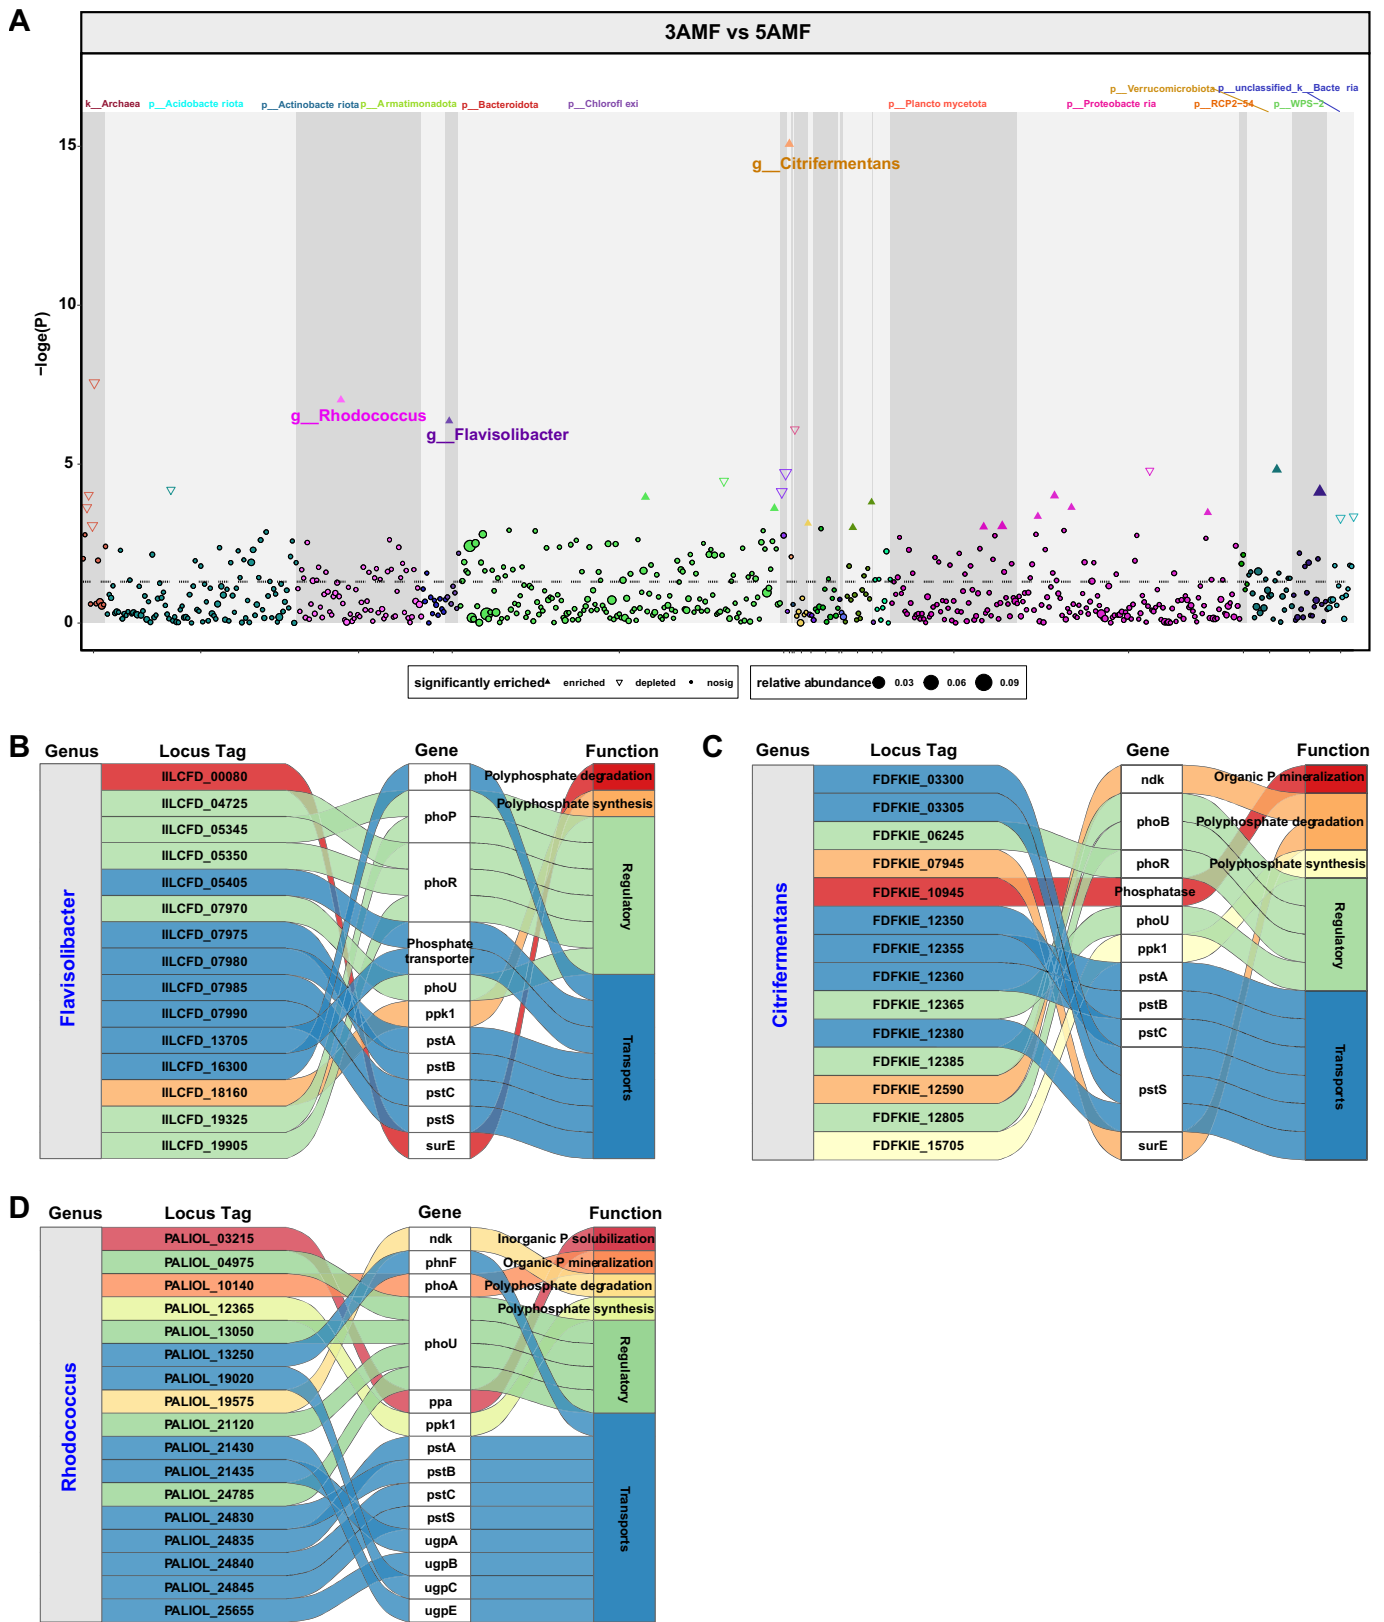 A
3AMF vs 5AMF
p__Verrucomicrobiota p__unclassified_k__Bacte ria
k__Archaea p__Acidobacte riota p__Actinobacte riota p__Armatimonadota p__Bacteroidota p__Chlorofl exi p__Plancto mycetota p__Proteobacte ria p__RCP2−54 p__WPS−2
15
g__Citrifermentans
10
−loge(P)
g__Rhodococcus
g__Flavisolibacter
5
0
significantly enriched enriched depleted nosig
relative abundance 0.03 0.06 0.09
B
Genus Locus Tag Gene Function
Flavisolibacter
IILCFD_00080
IILCFD_04725
IILCFD_05345
IILCFD_05350
IILCFD_05405
IILCFD_07970
IILCFD_07975
IILCFD_07980
IILCFD_07985
IILCFD_07990
IILCFD_13705
IILCFD_16300
IILCFD_18160
IILCFD_19325
IILCFD_19905
phoH
phoP
phoR
Phosphate
transporter
phoU
ppk1
pstA
pstB
pstC
pstS
surE
Polyphosphate degradation
Polyphosphate synthesis
Regulatory
Transports
C
Genus Locus Tag Gene Function
Citrifermentans
FDFKIE_03300
FDFKIE_03305
FDFKIE_06245
FDFKIE_07945
FDFKIE_10945
FDFKIE_12350
FDFKIE_12355
FDFKIE_12360
FDFKIE_12365
FDFKIE_12380
FDFKIE_12385
FDFKIE_12590
FDFKIE_12805
FDFKIE_15705
ndk
phoB
phoR
Phosphatase
phoU
ppk1
pstA
pstB
pstC
pstS
surE
Organic P mineralization
Polyphosphate degradation
Polyphosphate synthesis
Regulatory
Transports
D
Genus Locus Tag Gene Function
Rhodococcus
PALIOL_03215
PALIOL_04975
PALIOL_10140
PALIOL_12365
PALIOL_13050
PALIOL_13250
PALIOL_19020
PALIOL_19575
PALIOL_21120
PALIOL_21430
PALIOL_21435
PALIOL_24785
PALIOL_24830
PALIOL_24835
PALIOL_24840
PALIOL_24845
PALIOL_25655
ndk
phnF
phoA
phoU
ppa
ppk1
pstA
pstB
pstC
pstS
ugpA
ugpB
ugpC
ugpE
Inorganic P solubilization
Organic P mineralization
Polyphosphate degradation
Polyphosphate synthesis
Regulatory
Transports